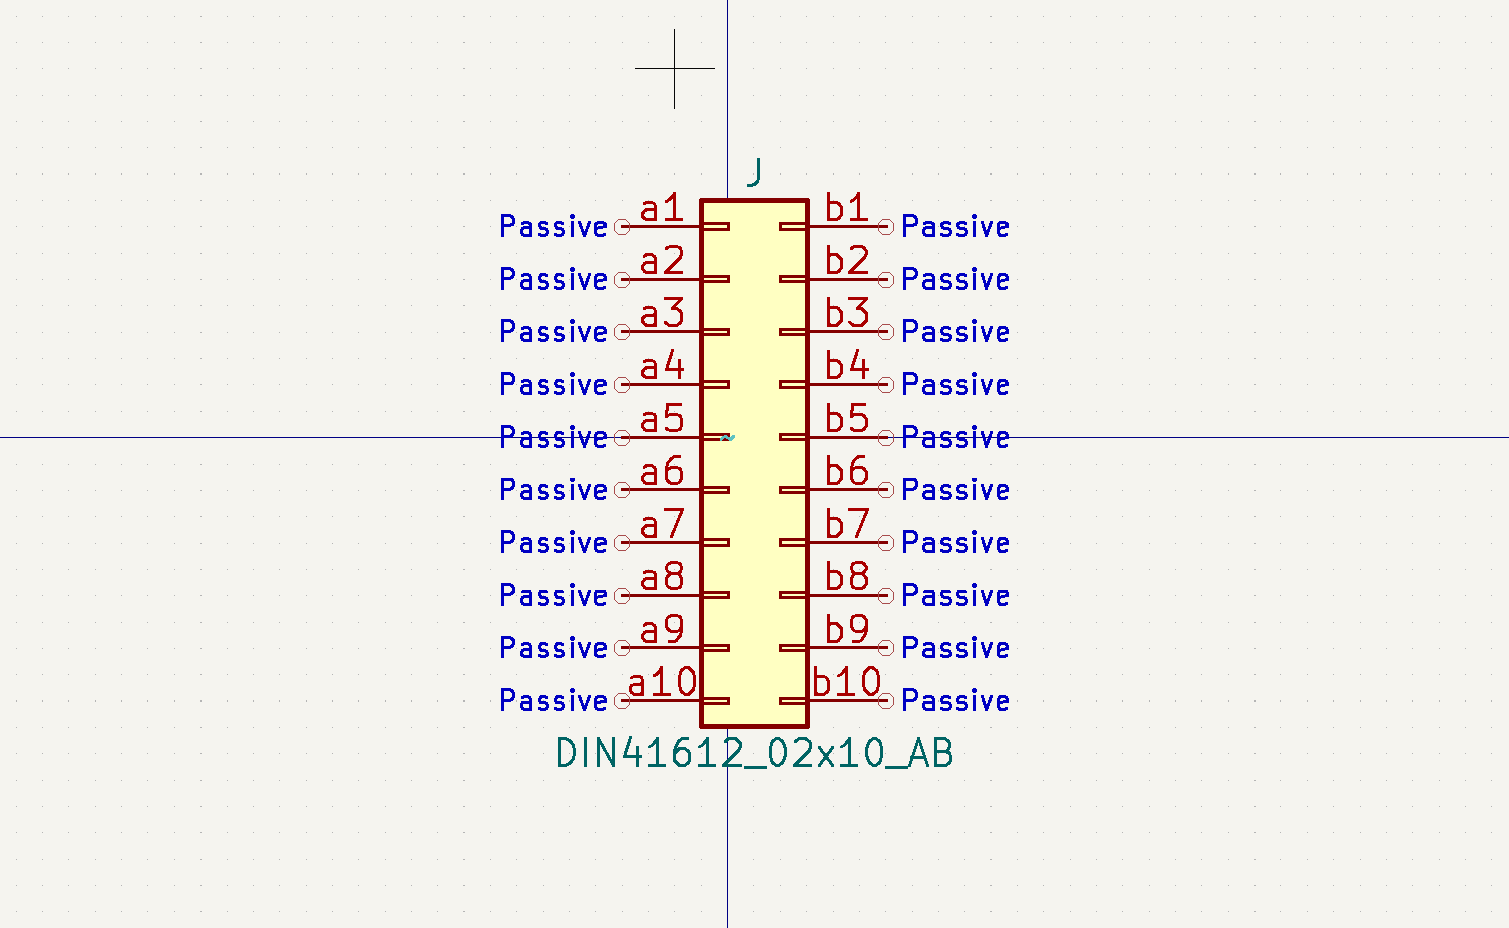 J
Passive a1 b1 Passive
Passive a2 b2 Passive
Passive a3 b3 Passive
Passive a4 b4 Passive
Passive a5 ~ b5 Passive
Passive a6 b6 Passive
Passive a7 b7 Passive
Passive a8 b8 Passive
Passive a9 b9 Passive
Passive a10 b10 Passive
DIN41612_02x10_AB